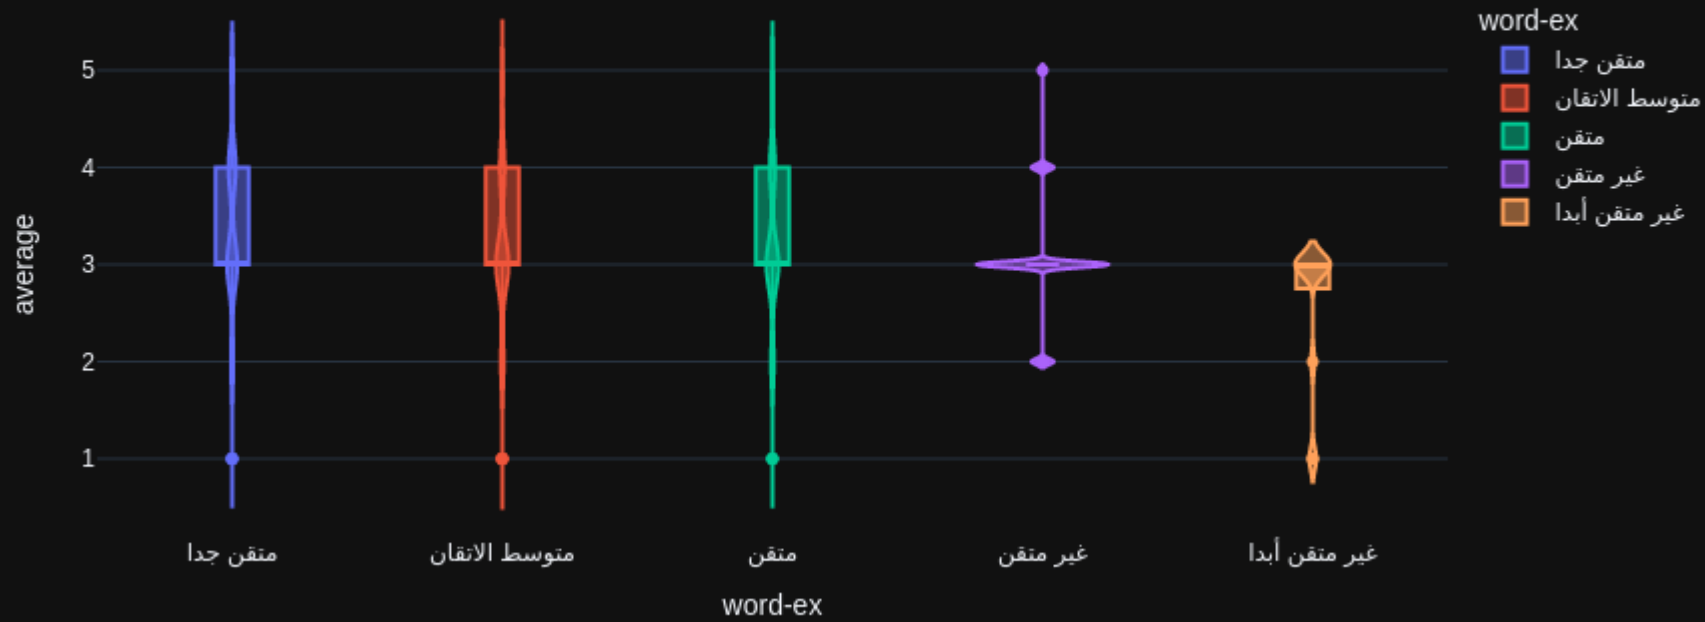 word-ex
متقن جدا
متوسط الاتقان
متقن
غير متقن
غير متقن أبدا
average
5
4
3
2
1
متقن جدا
متوسط الاتقان
متقن
غير متقن
غير متقن أبدا
word-ex